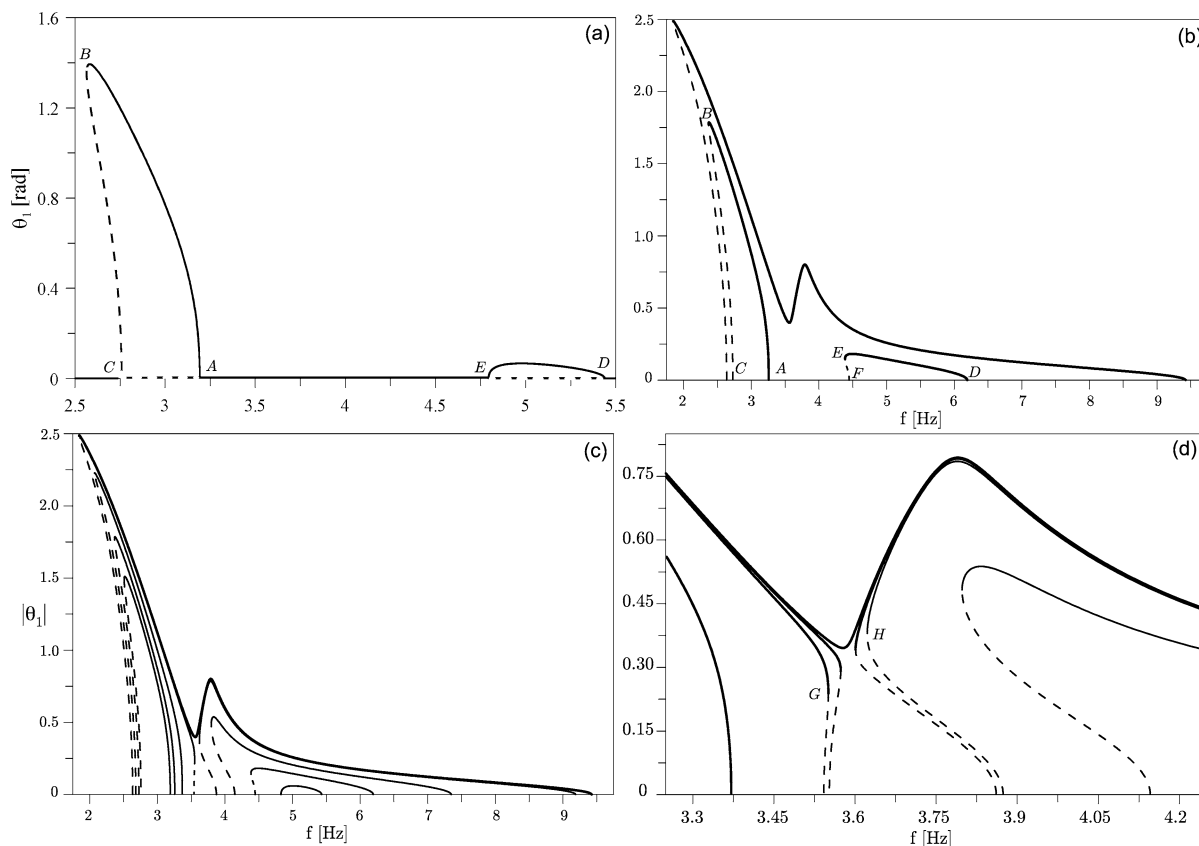 (a)
1.6
1.2
0.8
0.4
0
θ₁ [rad]
B
C
A
E
D
2.5
3
3.5
4
4.5
5
5.5
(b)
2.5
2.0
1.5
1.0
0.5
0
B
C
A
E
F
D
2
3
4
5
6
7
8
9
f [Hz]
(c)
2.5
2.0
1.5
1.0
0.5
0
|θ₁|
2
3
4
5
6
7
8
9
f [Hz]
(d)
0.75
0.60
0.45
0.30
0.15
0
G
H
3.3
3.45
3.6
3.75
3.9
4.05
4.2
f [Hz]